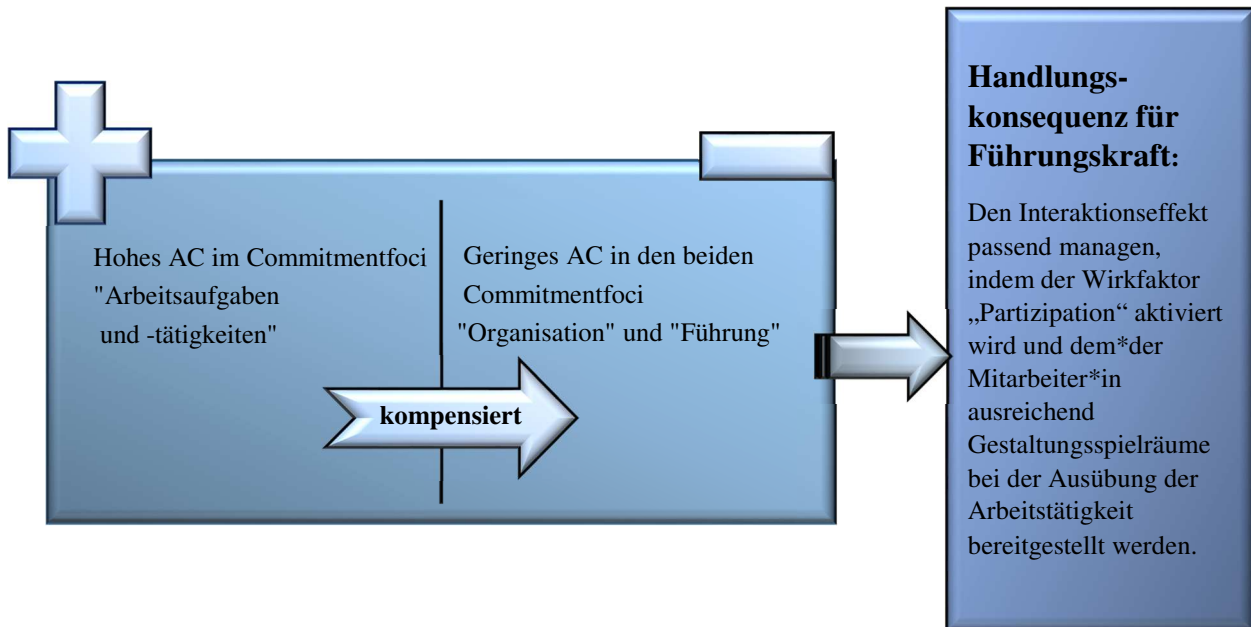 Hohes AC im Commitmentfoci
"Arbeitsaufgaben
und -tätigkeiten"
Geringes AC in den beiden
Commitmentfoci
"Organisation" und "Führung"
kompensiert
Handlungs-
konsequenz für
Führungskraft:
Den Interaktionseffekt
passend managen,
indem der Wirkfaktor
„Partizipation“ aktiviert
wird und dem*der
Mitarbeiter*in
ausreichend
Gestaltungsspielräume
bei der Ausübung der
Arbeitstätigkeit
bereitgestellt werden.